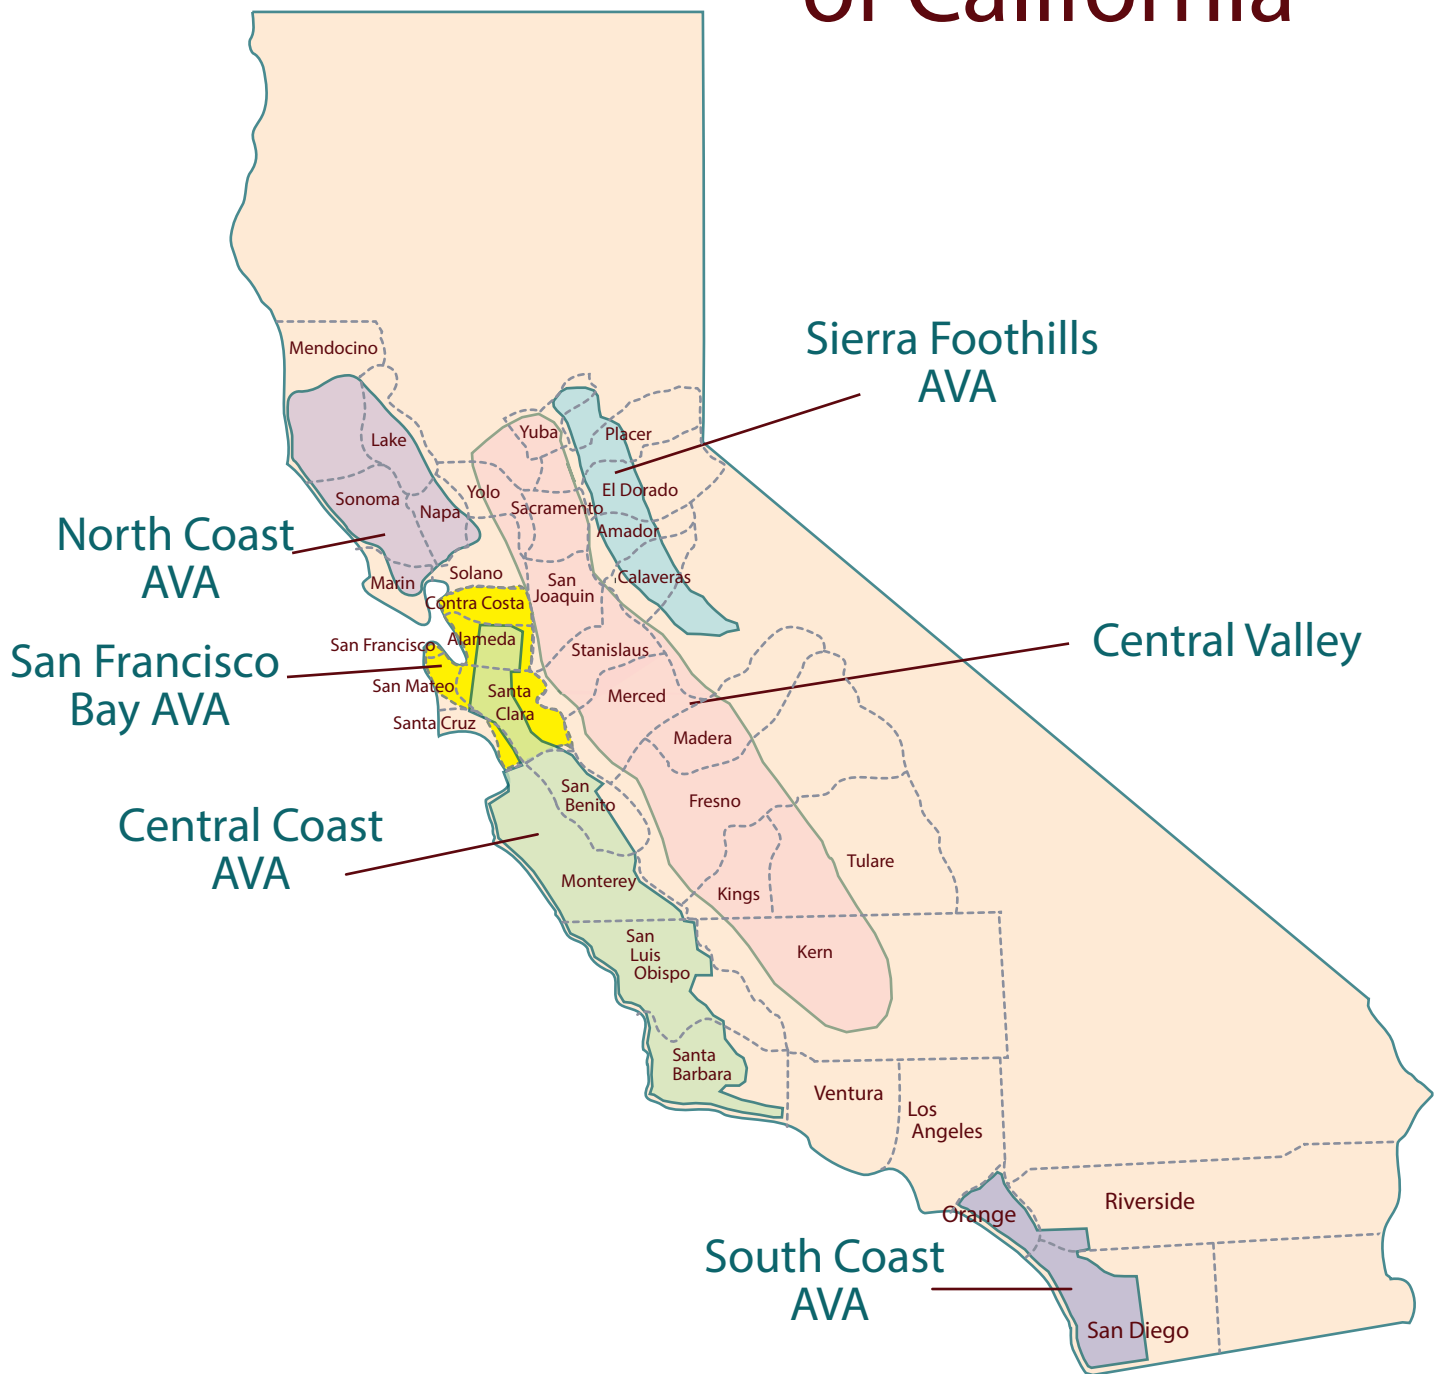 of California
Mendocino
Sierra Foothills
AVA
Lake
Yuba
Placer
Sonoma
Napa
Yolo
Sacramento
El Dorado
Amador
North Coast
AVA
Marin
Solano
San
Joaquin
Calaveras
Contra Costa
San Francisco
Alameda
Stanislaus
Central Valley
San Francisco
Bay AVA
San Mateo
Santa
Clara
Merced
Santa Cruz
Madera
San
Benito
Fresno
Central Coast
AVA
Tulare
Monterey
Kings
San
Luis
Obispo
Kern
Santa
Barbara
Ventura
Los
Angeles
Orange
Riverside
South Coast
AVA
San Diego